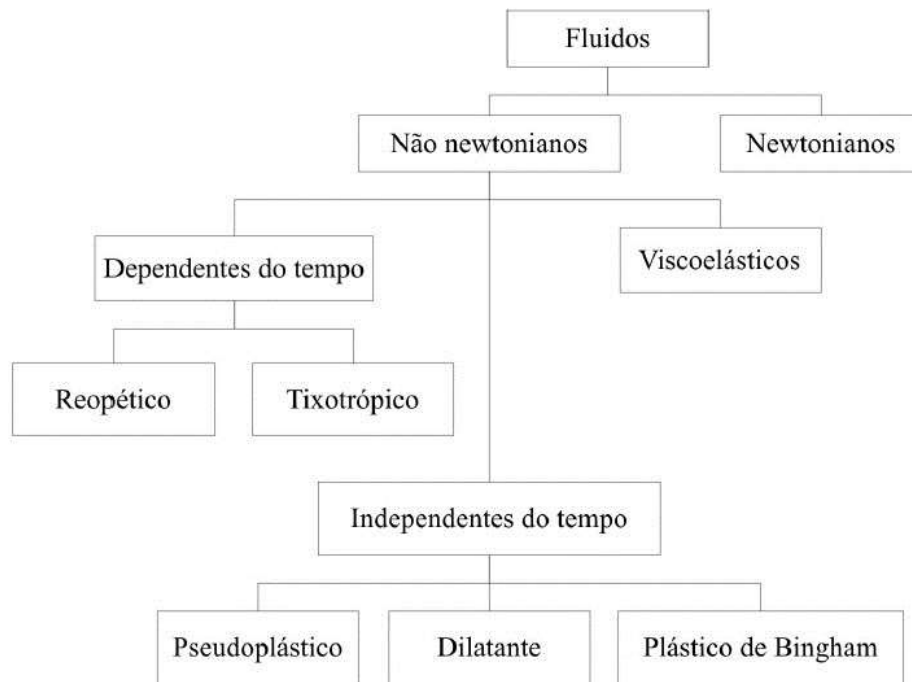 Fluidos
Não newtonianos
Newtonianos
Dependentes do tempo
Viscoelásticos
Reopético
Tixotrópico
Independentes do tempo
Pseudoplástico
Dilatante
Plástico de Bingham